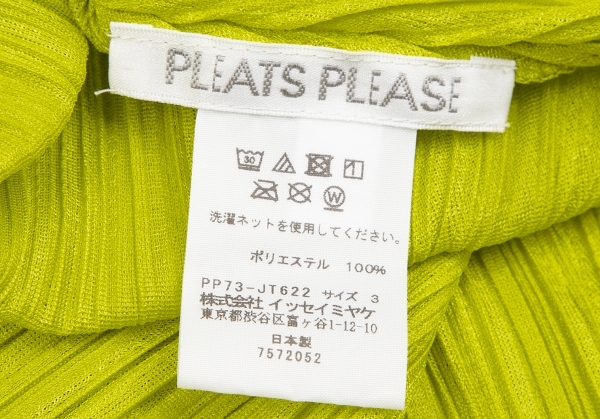 PLEATS PLEASE
30
W
洗濯ネットを使用してください。
ポリエステル 100%
PP73-JT622 サイズ 3
株式会社 イッセイミヤケ
東京都渋谷区富ヶ谷1-12-10
日本製
7572052